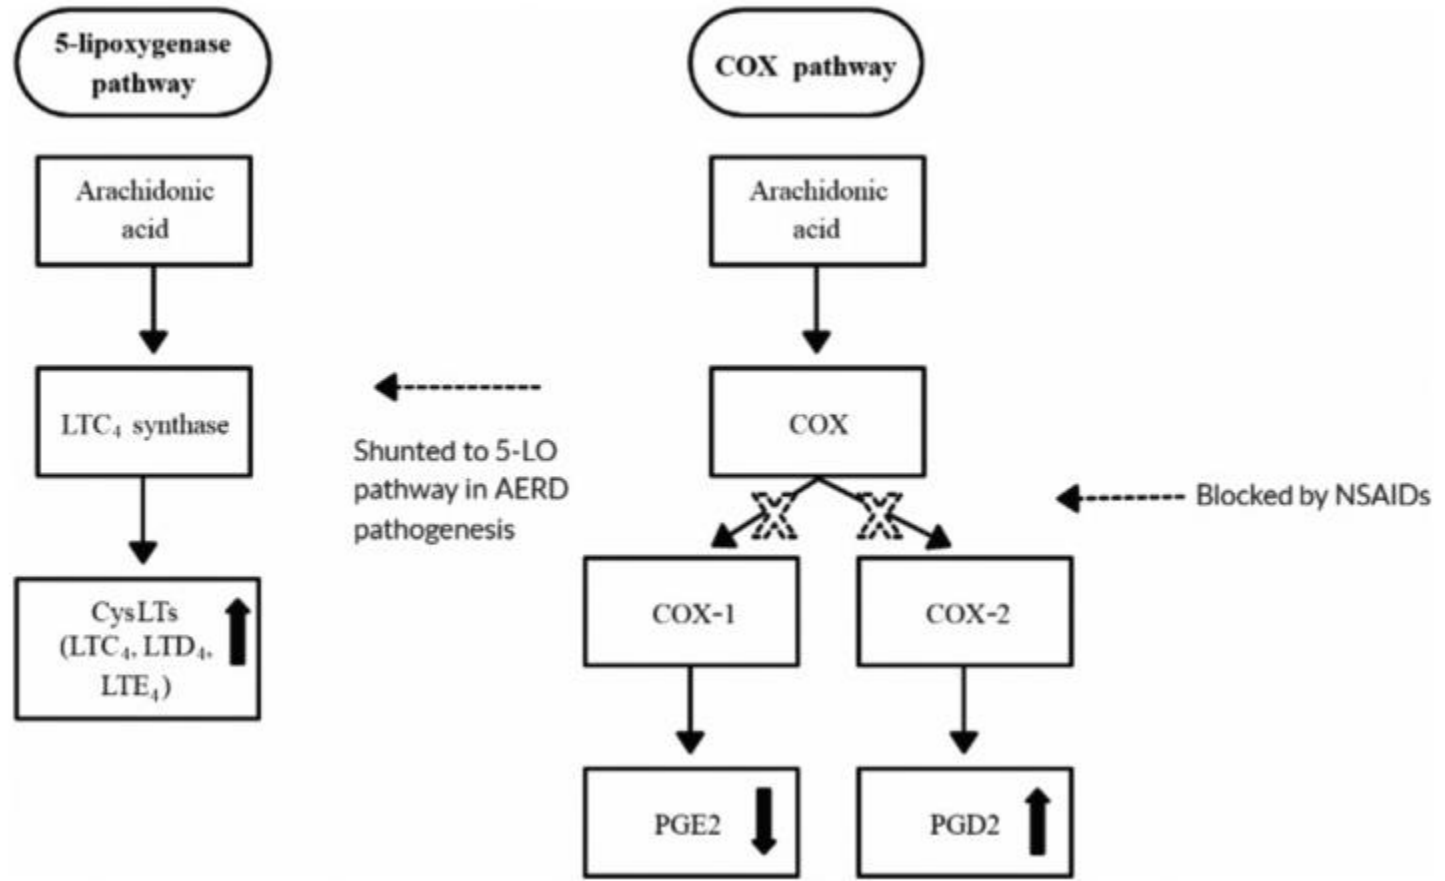 5-lipoxygenase
pathway
COX pathway
Arachidonic
acid
Arachidonic
acid
LTC₄ synthase
COX
Shunted to 5-LO
pathway in AERD
pathogenesis
Blocked by NSAIDs
X
X
CysLTs
(LTC₄, LTD₄,
LTE₄)
COX-1
COX-2
PGE2
PGD2